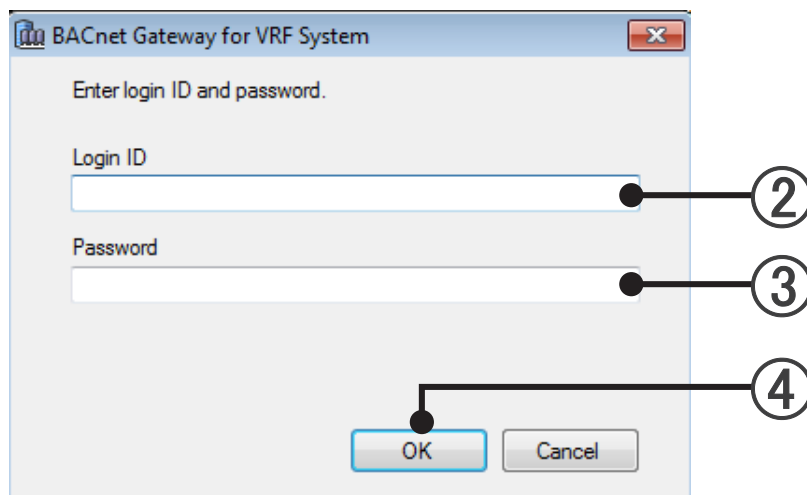 BACnet Gateway for VRF System
Enter login ID and password.
Login ID
②
Password
③
④
OK Cancel